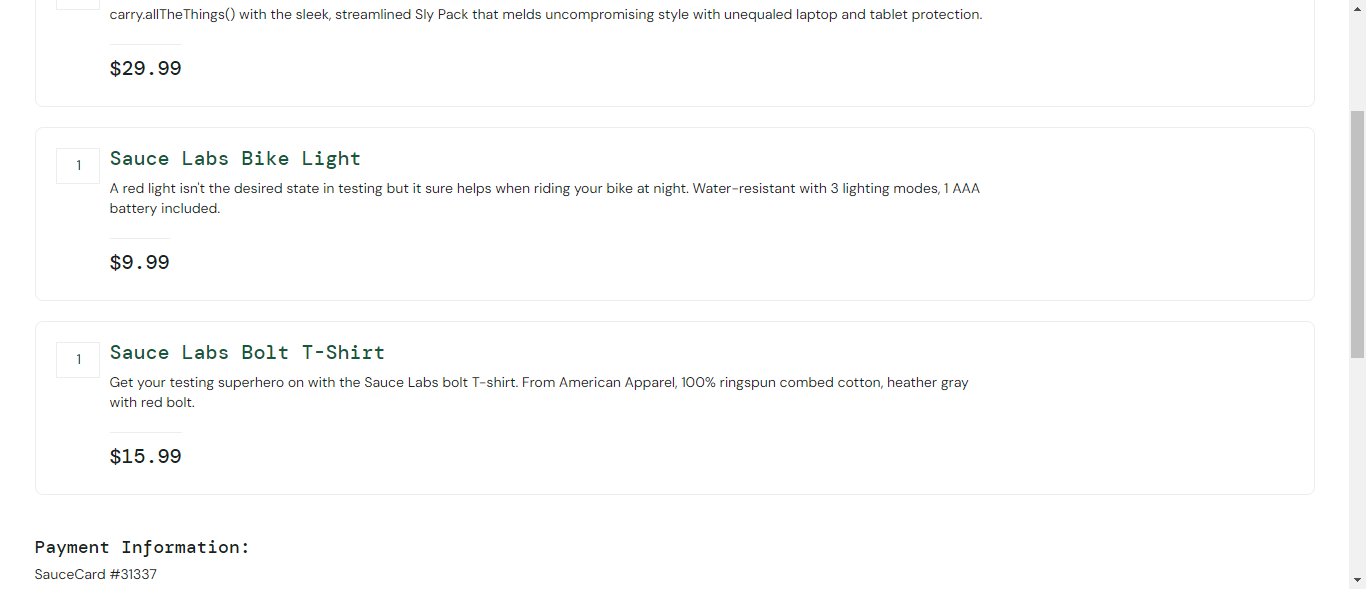 carry.allTheThings() with the sleek, streamlined Sly Pack that melds uncompromising style with unequaled laptop and tablet protection.
$29.99
1
Sauce Labs Bike Light
A red light isn't the desired state in testing but it sure helps when riding your bike at night. Water-resistant with 3 lighting modes, 1 AAA
battery included.
$9.99
1
Sauce Labs Bolt T-Shirt
Get your testing superhero on with the Sauce Labs bolt T-shirt. From American Apparel, 100% ringspun combed cotton, heather gray
with red bolt.
$15.99
Payment Information:
SauceCard #31337